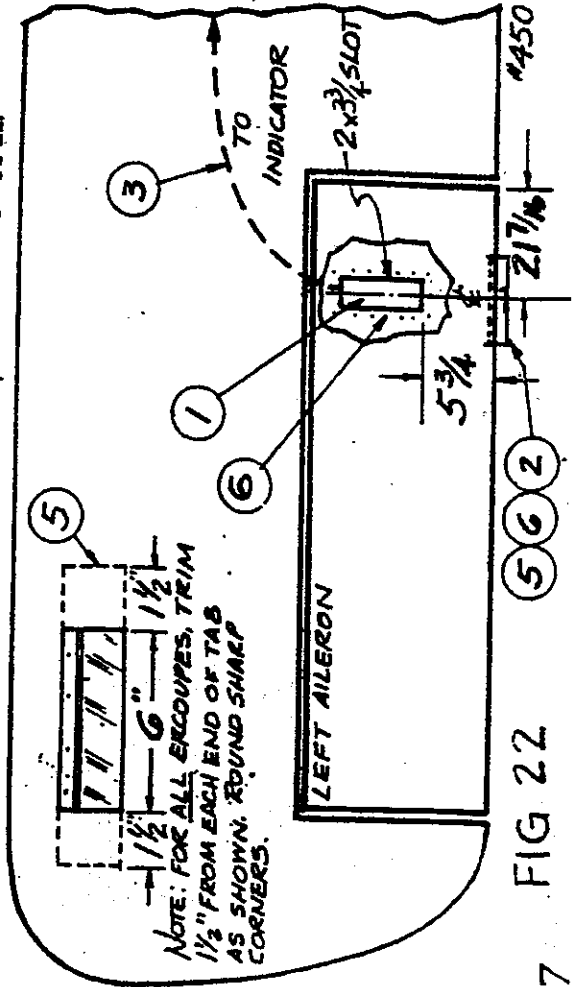 5
1½"
6"
1½"
NOTE: FOR ALL ERCOUPES, TRIM
1½" FROM EACH END OF TAB
AS SHOWN. ROUND SHARP
CORNERS.
3
TO
INDICATOR
1
6
2x3¾ SLOT
LEFT AILERON
5¾
21 7/16
5 6 2
#450
7 FIG 22